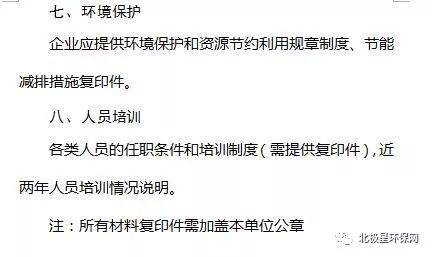 七、环境保护
企业应提供环境保护和资源节约利用规章制度、节能
减排措施复印件。
八、人员培训
各类人员的任职条件和培训制度（需提供复印件），近
两年人员培训情况说明。
注：所有材料复印件需加盖本单位公章
北极星环保网